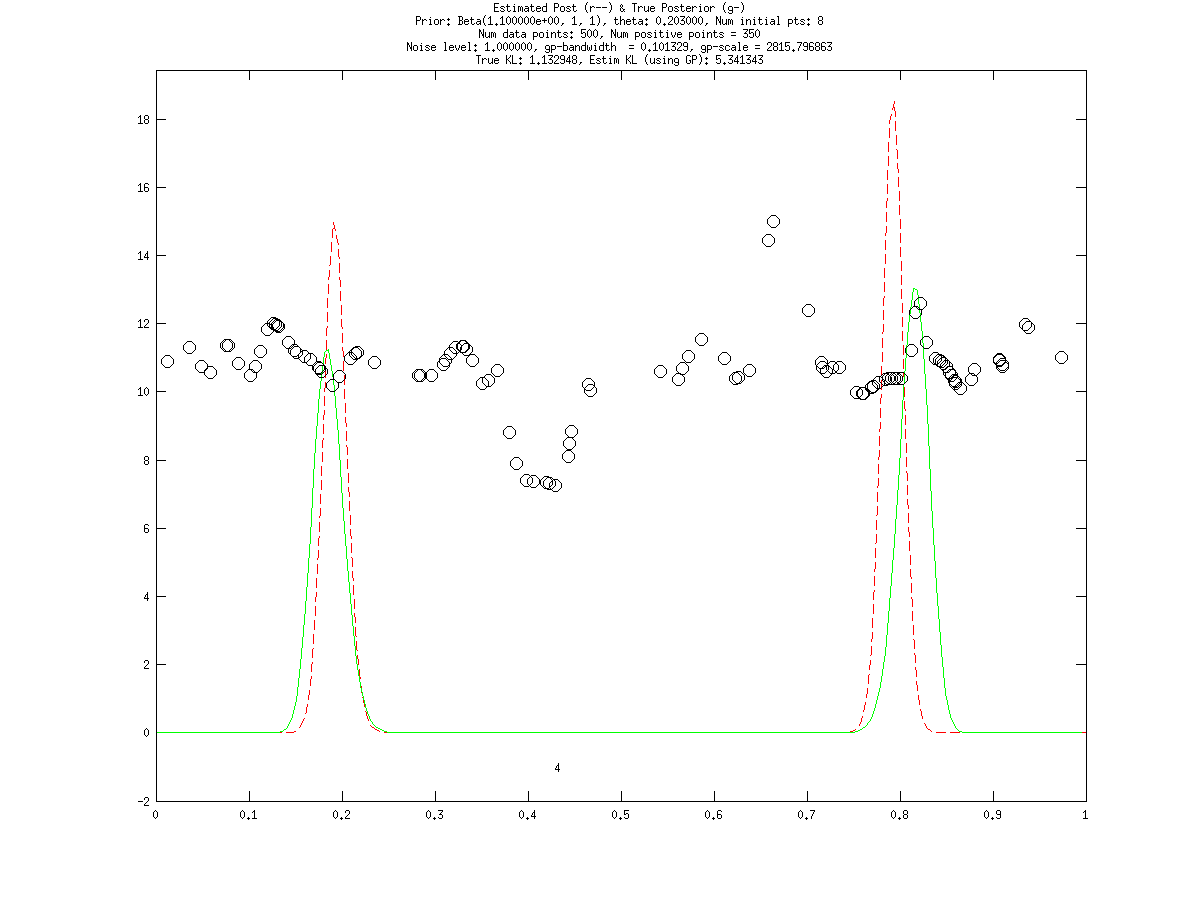 Estimated Post (r--) & True Posterior (g-)
Prior: Beta(1.100000e+00, 1, 1), theta: 0.203000, Num initial pts: 8
Num data points: 500, Num positive points = 350
Noise level: 1.000000, gp-bandwidth  = 0.101329, gp-scale = 2815.796863
True KL: 1.132948, Estim KL (using GP): 5.341343
18
16
14
12
10
8
6
4
2
0
4
-2
0 0.1 0.2 0.3 0.4 0.5 0.6 0.7 0.8 0.9 1